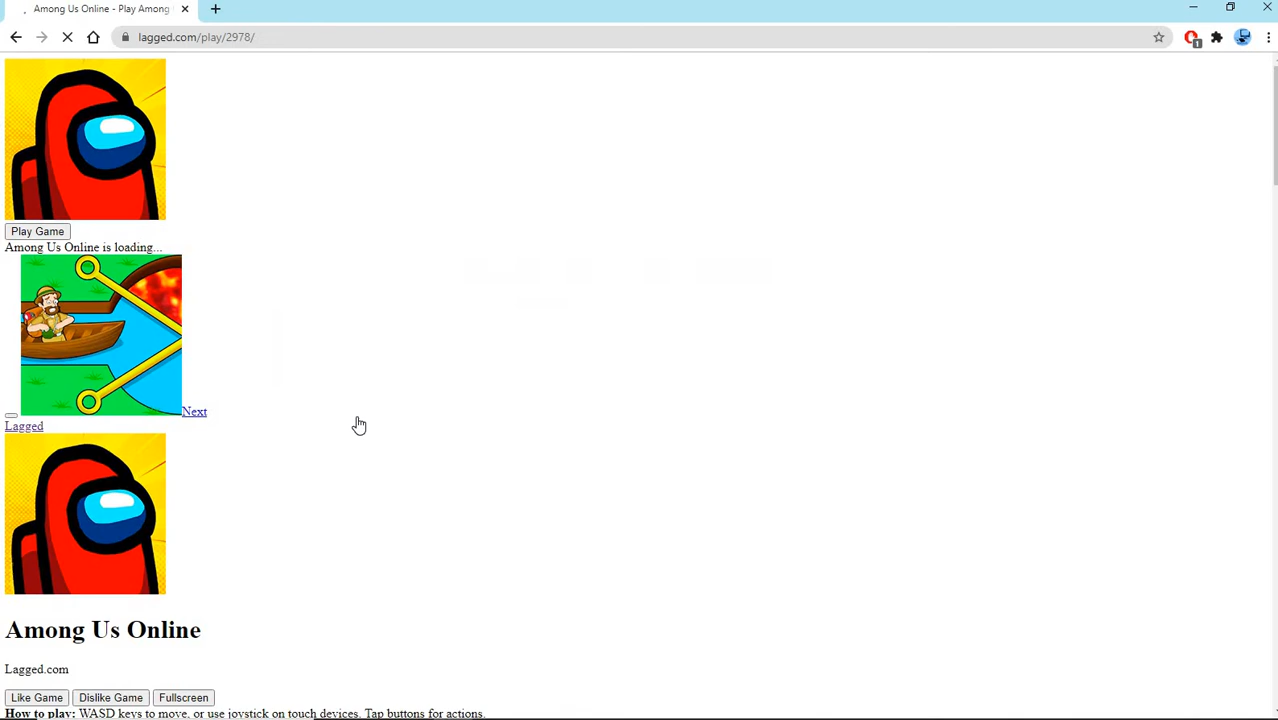 Among Us Online - Play Among
lagged.com/play/2978/
1
Play Game
Among Us Online is loading...
Next
Lagged
Among Us Online
Lagged.com
Like Game Dislike Game Fullscreen
How to play: WASD keys to move, or use joystick on touch devices. Tap buttons for actions.